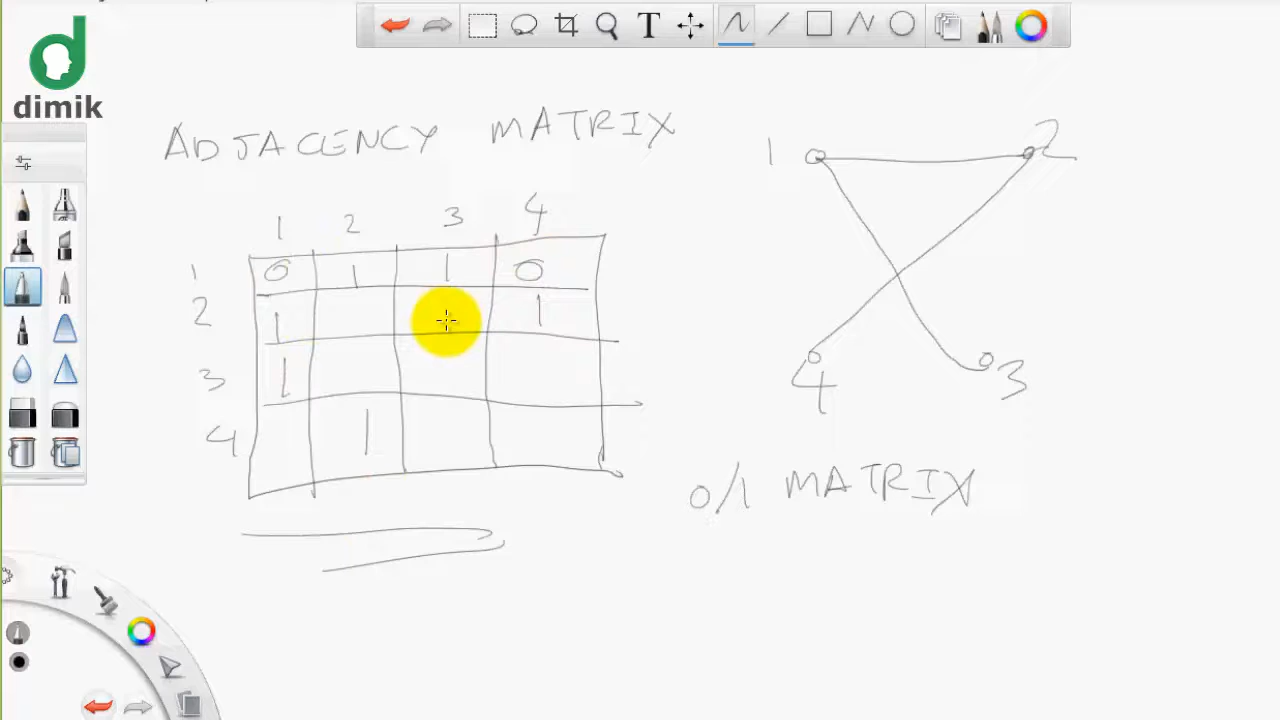 dimik
T
ADJACENCY MATRIX
1 2
1 2 3 4
1 0 1 1 0
2 1 1
3 1
4 1
4 3
0/1 MATRIX